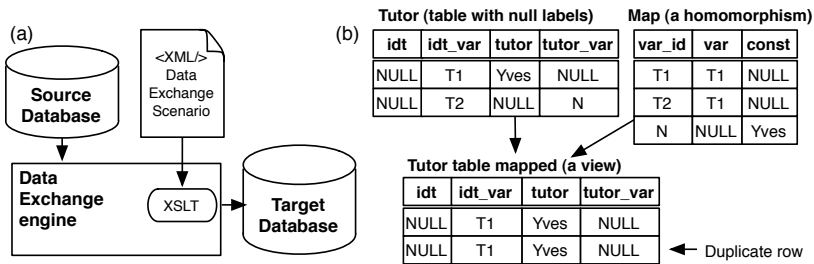 (a)
Source
Database
<XML/>
Data
Exchange
Scenario
Data
Exchange
engine
XSLT
Target
Database
(b)
Tutor (table with null labels)
idt idt_var tutor tutor_var
NULL T1 Yves NULL
NULL T2 NULL N
Map (a homomorphism)
var_id var const
T1 T1 NULL
T2 T1 NULL
N NULL Yves
Tutor table mapped (a view)
idt idt_var tutor tutor_var
NULL T1 Yves NULL
NULL T1 Yves NULL
Duplicate row